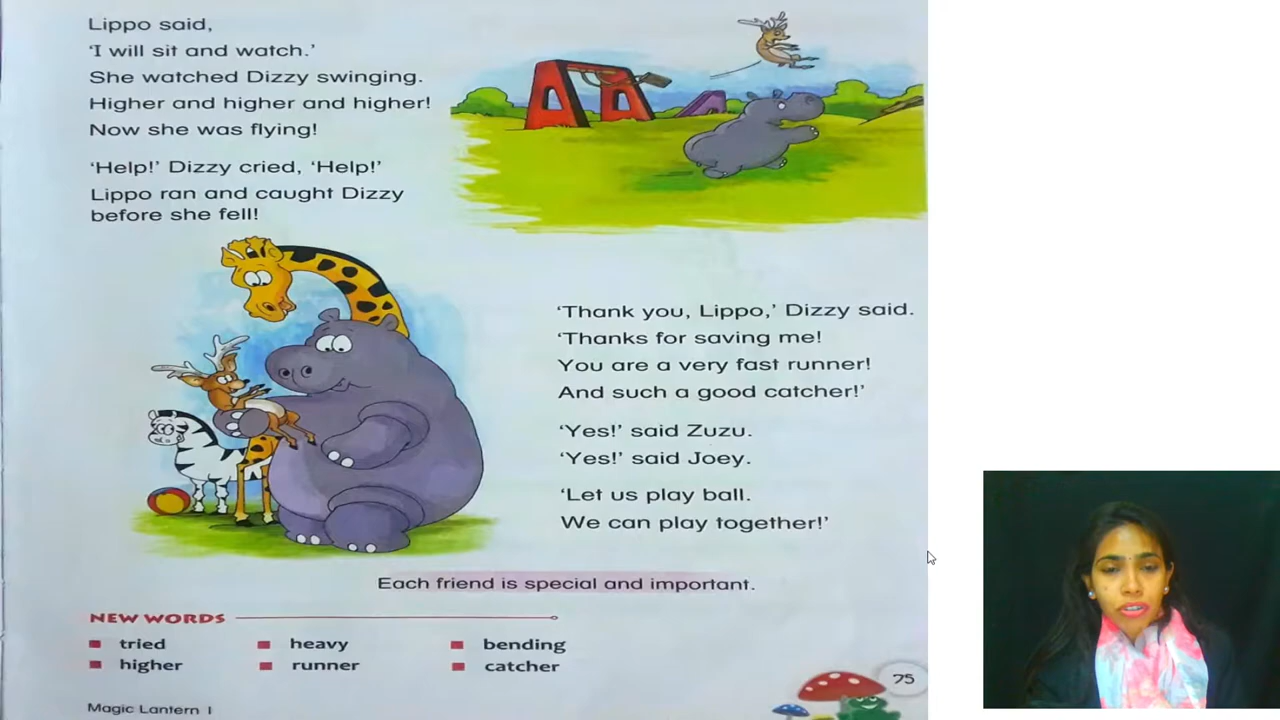 Lippo said,
‘I will sit and watch.’
She watched Dizzy swinging.
Higher and higher and higher!
Now she was flying!
‘Help!’ Dizzy cried, ‘Help!’
Lippo ran and caught Dizzy
before she fell!
‘Thank you, Lippo,’ Dizzy said.
‘Thanks for saving me!
You are a very fast runner!
And such a good catcher!’
‘Yes!’ said Zuzu.
‘Yes!’ said Joey.
‘Let us play ball.
We can play together!’
Each friend is special and important.
NEW WORDS
tried heavy bending
higher runner catcher
75
Magic Lantern 1